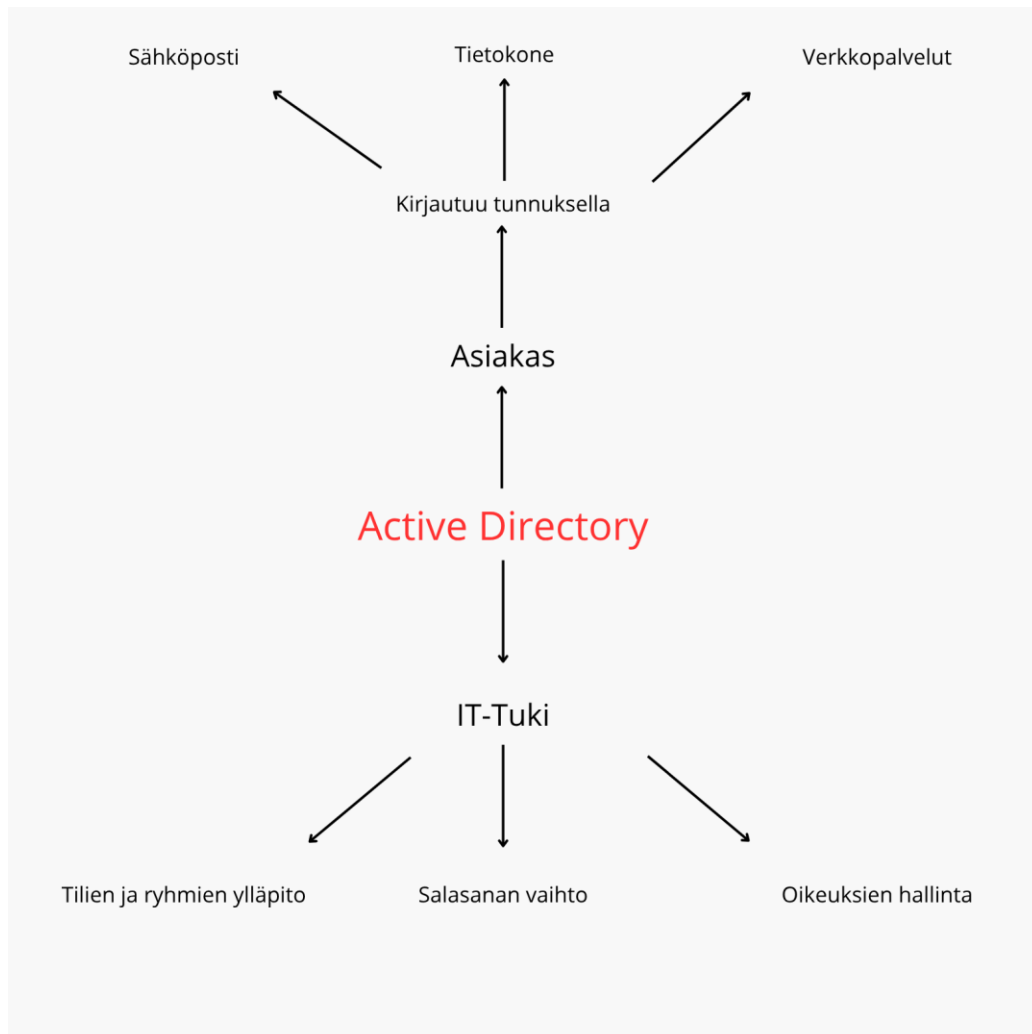 Sähköposti
Tietokone
Verkkopalvelut
Kirjautuu tunnuksella
Asiakas
Active Directory
IT-Tuki
Tilien ja ryhmien ylläpito
Salasanan vaihto
Oikeuksien hallinta